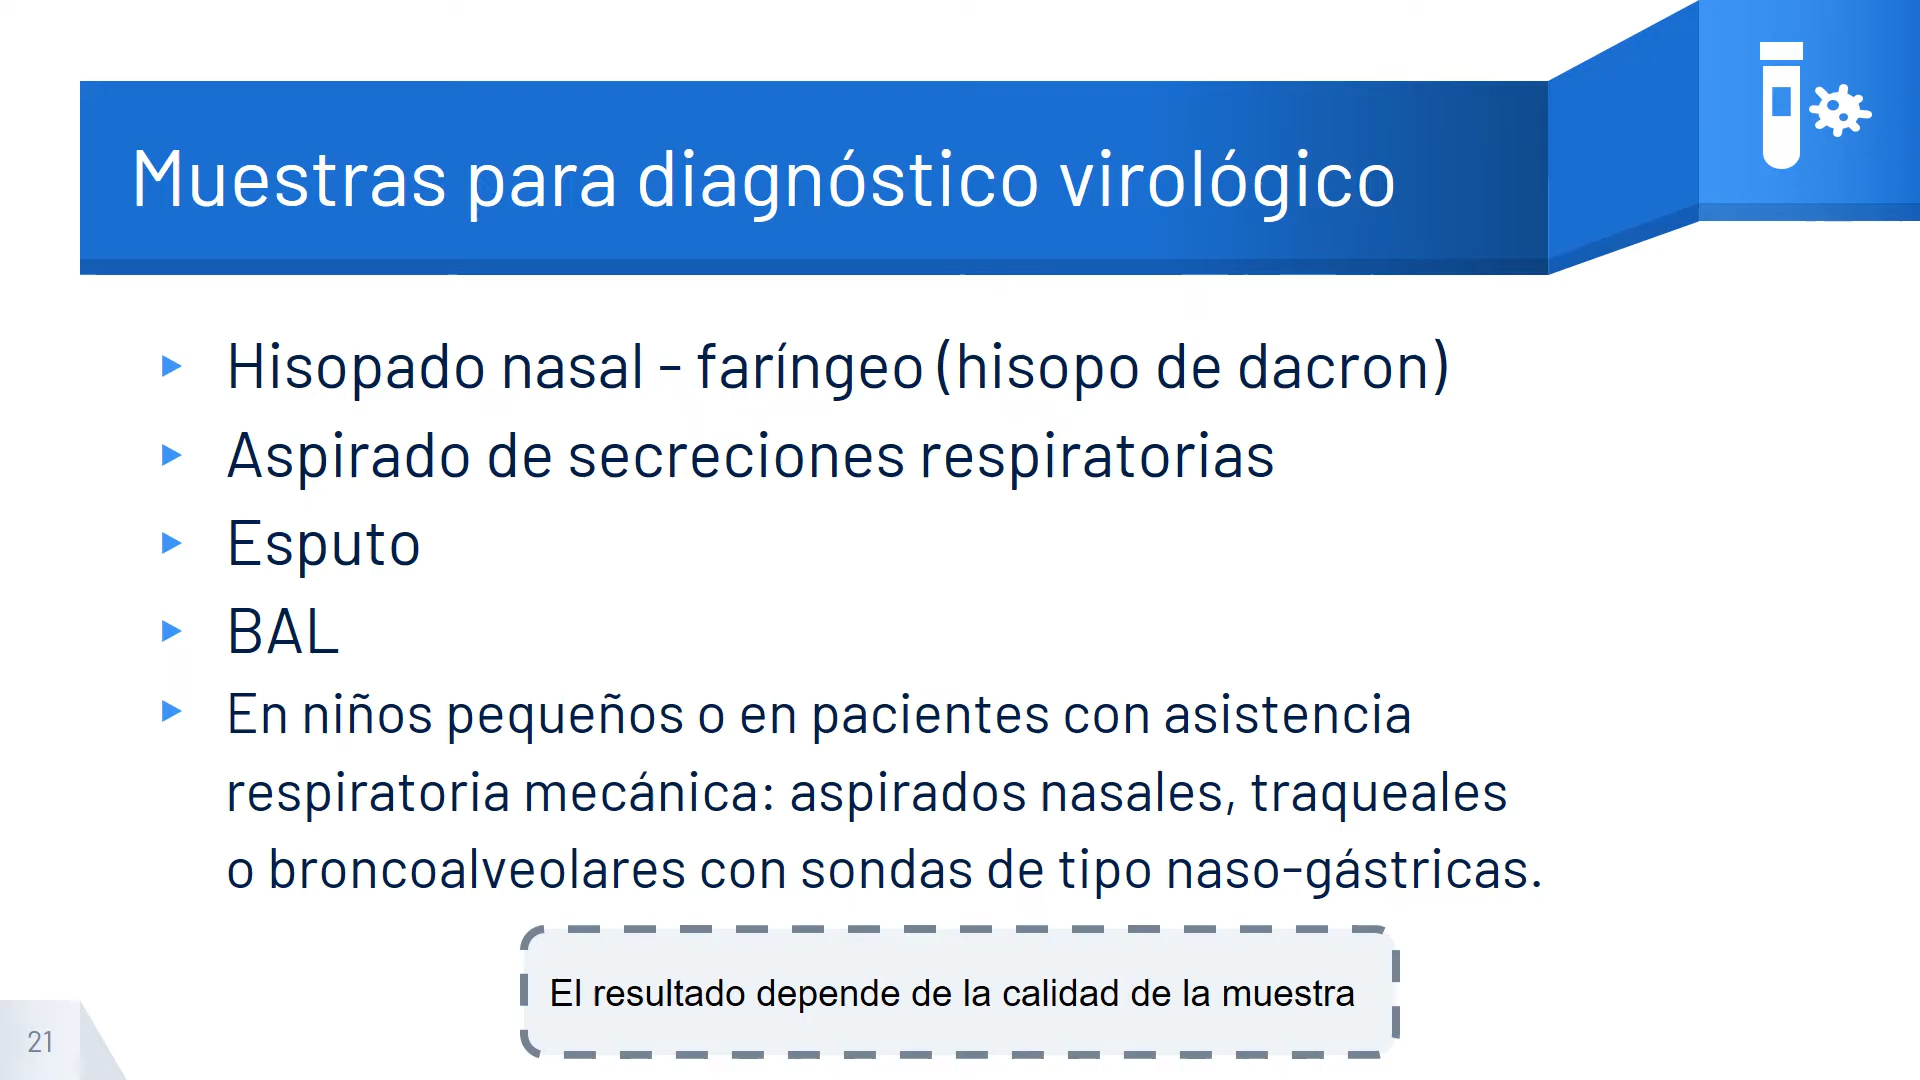 Muestras para diagnóstico virológico
Hisopado nasal - faríngeo (hisopo de dacron)
Aspirado de secreciones respiratorias
Esputo
BAL
En niños pequeños o en pacientes con asistencia
respiratoria mecánica: aspirados nasales, traqueales
o broncoalveolares con sondas de tipo naso-gástricas.
El resultado depende de la calidad de la muestra
21